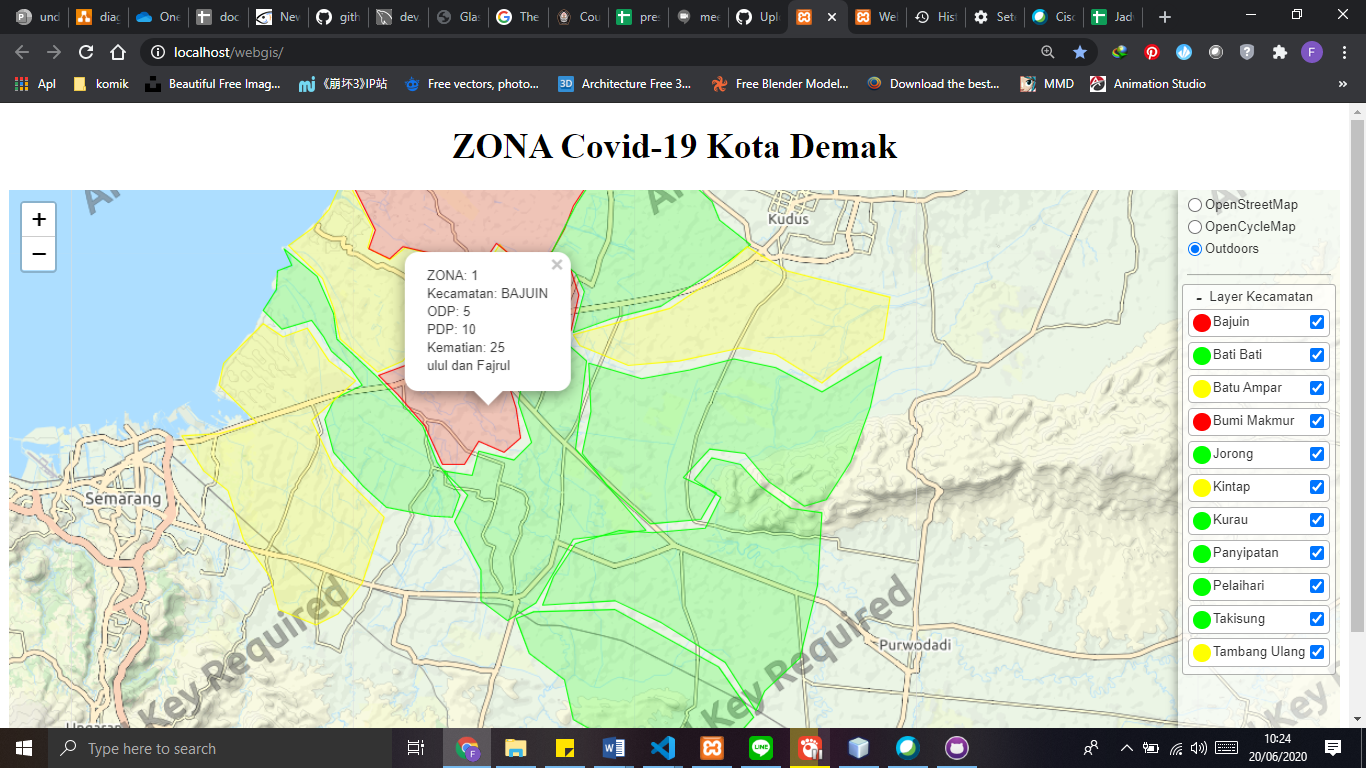 und
diag
One
doc
New
gith
dev
Glas
The
Cou
pres
mee
Uplo
Wel
Hist
Sett
Cisc
Jad
localhost/webgis/
F
Apl
komik
Beautiful Free Imag...
《崩坏3》IP站
Free vectors, photo...
3D
Architecture Free 3...
Free Blender Model...
Download the best...
MMD
Animation Studio
»
ZONA Covid-19 Kota Demak
+
−
Kudus
ZONA: 1
Kecamatan: BAJUIN
ODP: 5
PDP: 10
Kematian: 25
ulul dan Fajrul
×
Semarang
Purwodadi
Key Required
Key Required
Key Re
OpenStreetMap
OpenCycleMap
Outdoors
- Layer Kecamatan
Bajuin
Bati Bati
Batu Ampar
Bumi Makmur
Jorong
Kintap
Kurau
Panyipatan
Pelaihari
Takisung
Tambang Ulang
Type here to search
10:24
20/06/2020